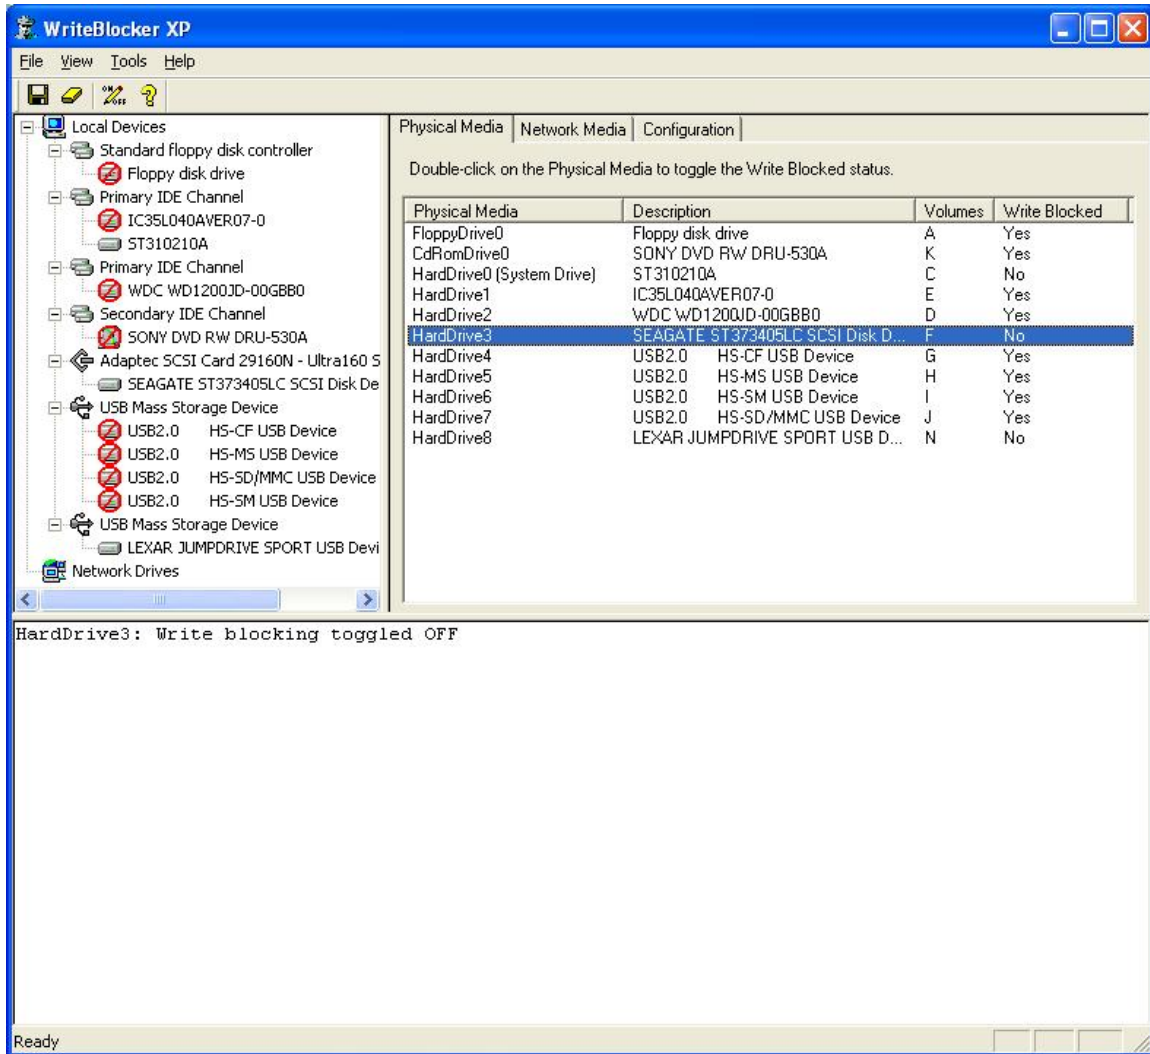 WriteBlocker XP
File View Tools Help
ON OFF
Local Devices
Standard floppy disk controller
Floppy disk drive
Primary IDE Channel
IC35L040AVER07-0
ST310210A
Primary IDE Channel
WDC WD1200JD-00GBB0
Secondary IDE Channel
SONY DVD RW DRU-530A
Adaptec SCSI Card 29160N - Ultra160 S
SEAGATE ST373405LC SCSI Disk De
USB Mass Storage Device
USB2.0 HS-CF USB Device
USB2.0 HS-MS USB Device
USB2.0 HS-SD/MMC USB Device
USB2.0 HS-SM USB Device
USB Mass Storage Device
LEXAR JUMPDRIVE SPORT USB Devi
Network Drives
Physical Media Network Media Configuration
Double-click on the Physical Media to toggle the Write Blocked status.
Physical Media Description Volumes Write Blocked
FloppyDrive0 Floppy disk drive A Yes
CdRomDrive0 SONY DVD RW DRU-530A K Yes
HardDrive0 (System Drive) ST310210A C No
HardDrive1 IC35L040AVER07-0 E Yes
HardDrive2 WDC WD1200JD-00GBB0 D Yes
HardDrive3 SEAGATE ST373405LC SCSI Disk D... F No
HardDrive4 USB2.0 HS-CF USB Device G Yes
HardDrive5 USB2.0 HS-MS USB Device H Yes
HardDrive6 USB2.0 HS-SM USB Device I Yes
HardDrive7 USB2.0 HS-SD/MMC USB Device J Yes
HardDrive8 LEXAR JUMPDRIVE SPORT USB D... N No
HardDrive3: Write blocking toggled OFF
Ready